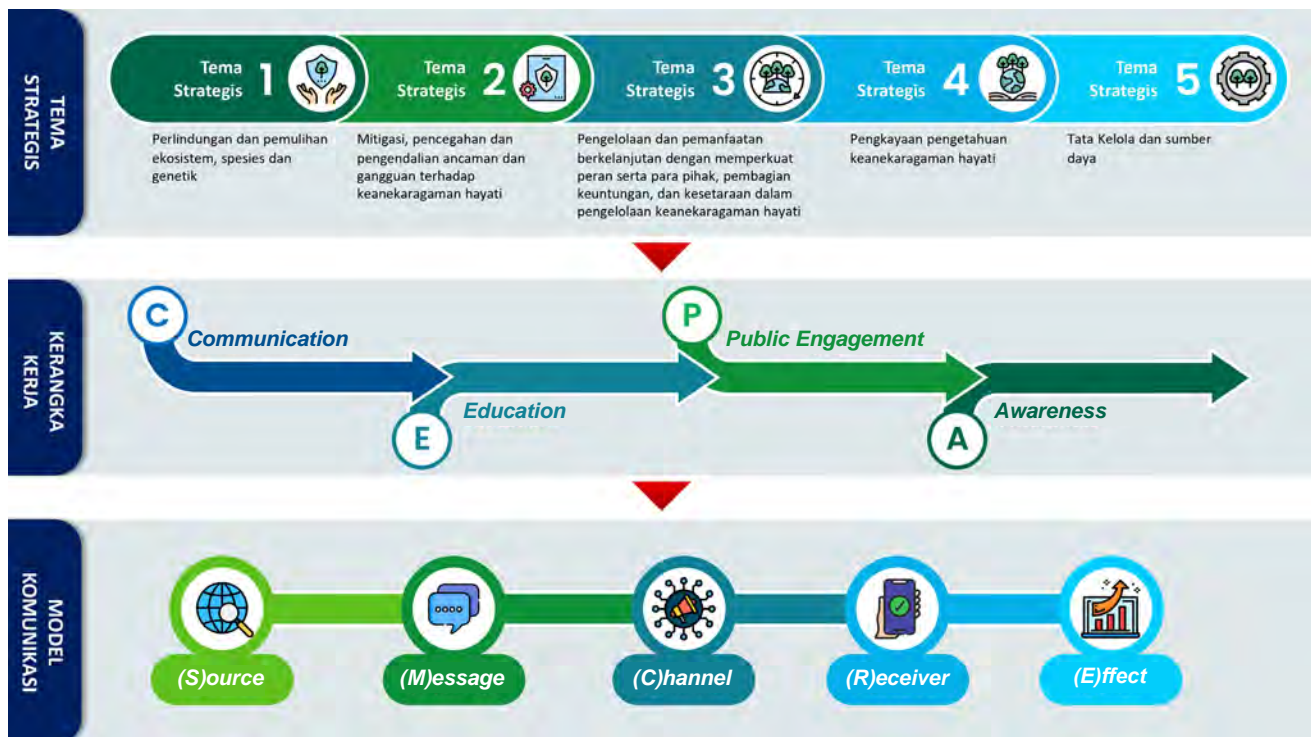 TEMA
STRATEGIS
Tema
Strategis 1
Tema
Strategis 2
Tema
Strategis 3
Tema
Strategis 4
Tema
Strategis 5
Perlindungan dan pemulihan
ekosistem, spesies dan
genetik
Mitigasi, pencegahan dan
pengendalian ancaman dan
gangguan terhadap
keanekaragaman hayati
Pengelolaan dan pemanfaatan
berkelanjutan dengan memperkuat
peran serta para pihak, pembagian
keuntungan, dan kesetaraan dalam
pengelolaan keanekaragaman hayati
Pengkayaan pengetahuan
keanekaragaman hayati
Tata Kelola dan sumber
daya
KERANGKA
KERJA
C
Communication
E
Education
P
Public Engagement
A
Awareness
MODEL
KOMUNIKASI
(S)ource
(M)essage
(C)hannel
(R)eceiver
(E)ffect